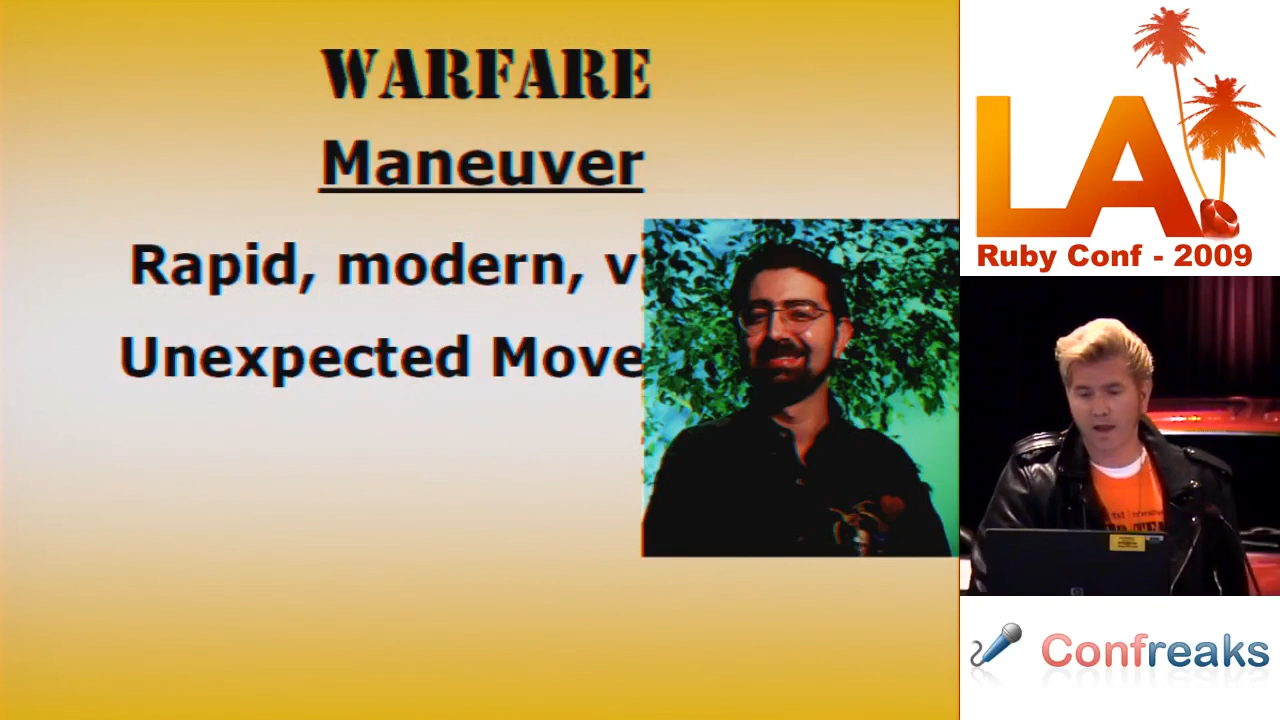 WARFARE
Maneuver
Rapid, modern, v
Unexpected Move
LA
Ruby Conf - 2009
Confreaks